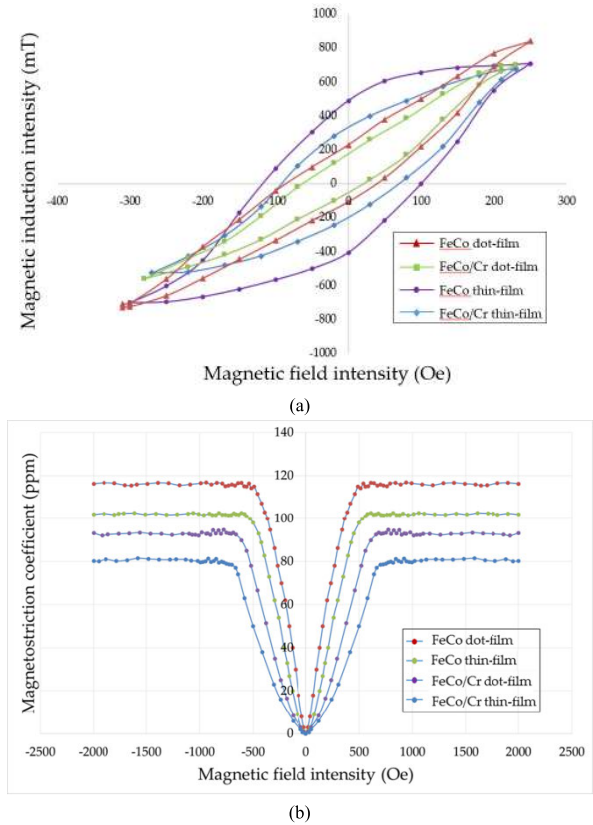 1000
800
600
400
200
0
-200
-400
-600
-800
-1000
-400
-300
-200
-100
0
100
200
300
Magnetic induction intensity (mT)
FeCo dot-film
FeCo/Cr dot-film
FeCo thin-film
FeCo/Cr thin-film
Magnetic field intensity (Oe)
(a)
140
120
100
80
60
40
20
0
Magnetostriction coefficient (ppm)
FeCo dot-film
FeCo thin-film
FeCo/Cr dot-film
FeCo/Cr thin-film
-2500 -2000 -1500 -1000 -500 0 500 1000 1500 2000 2500
Magnetic field intensity (Oe)
(b)